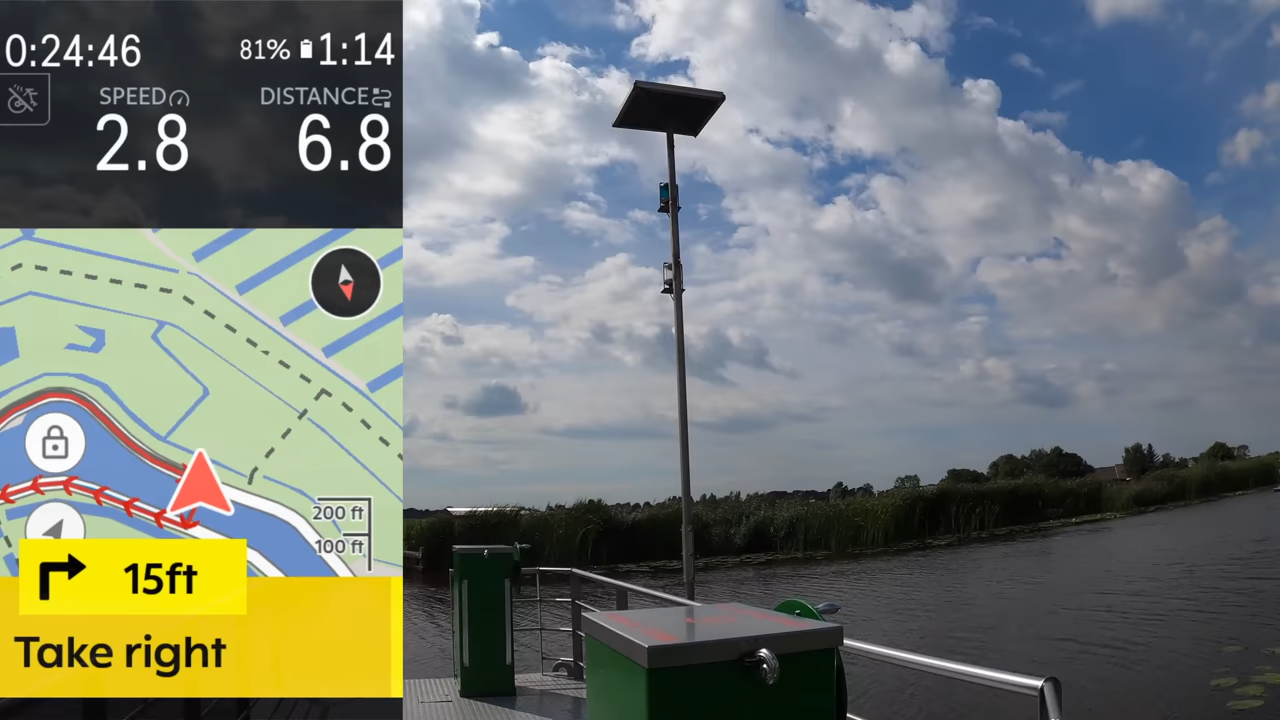 0:24:46
81% 1:14
SPEED DISTANCE
2.8 6.8
200 ft
100 ft
15ft
Take right